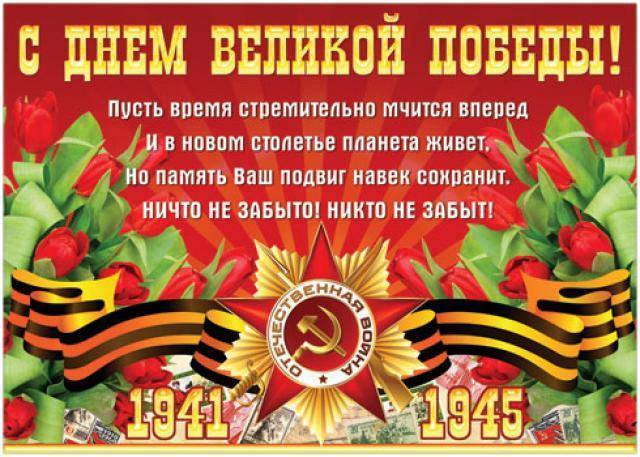 С ДНЕМ ВЕЛИКОЙ ПОБЕДЫ!
Пусть время стремительно мчится вперед
И в новом столетье планета живет,
Но память Ваш подвиг навек сохранит.
НИЧТО НЕ ЗАБЫТО! НИКТО НЕ ЗАБЫТ!
ОТЕЧЕСТВЕННАЯ ВОЙНА
1941 1945